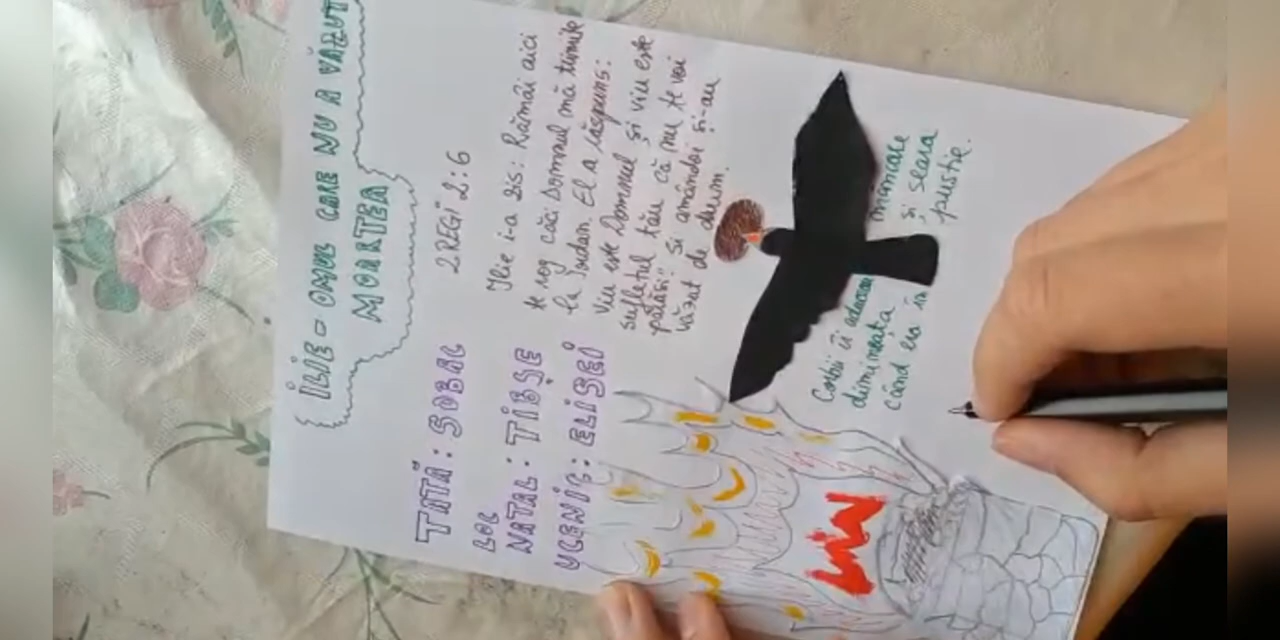 ILIE - OMUL CARE NU A VĂZUT
MOARTEA
TATĂ: SOBAC
LOC
NATAL: TIBȘE
UCENIC: ELISEI
2 REGI 2:6
Ilie i-a zis: Rămâi aici
te rog căci Domnul mă trimite
la Iordan. El a răspuns:
viu este Domnul și viu este
sufletul tău că nu te voi
părăsi" Și amândoi și-au
văzut de drum.
Corbii îi mâncare
dimineața și seara
când era în pustie.